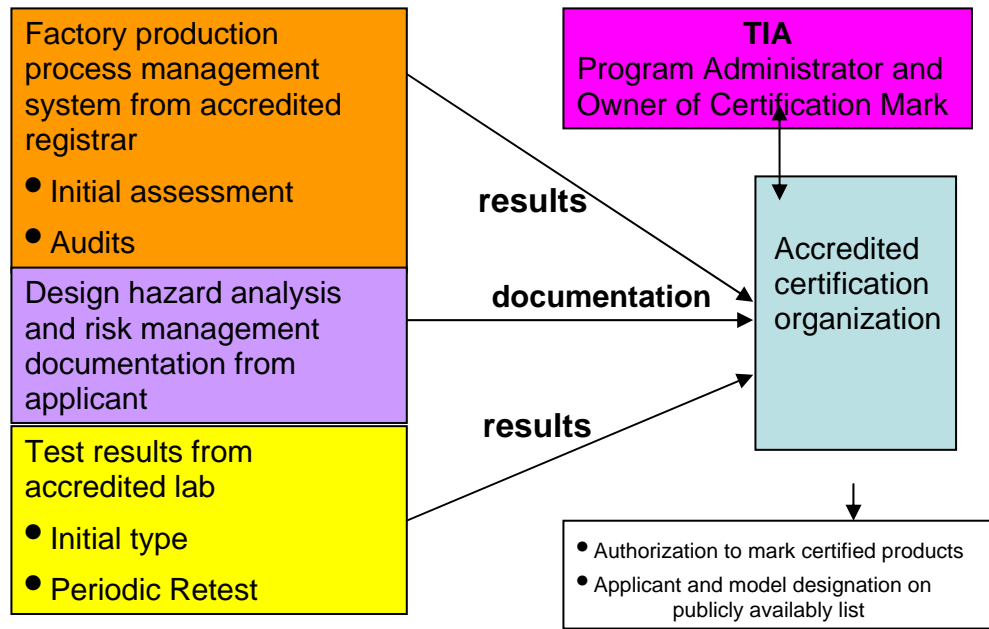 Factory production
process management
system from accredited
registrar
• Initial assessment
• Audits
Design hazard analysis
and risk management
documentation from
applicant
Test results from
accredited lab
• Initial type
• Periodic Retest
results
documentation
results
TIA
Program Administrator and
Owner of Certification Mark
Accredited
certification
organization
• Authorization to mark certified products
• Applicant and model designation on
publicly availably list